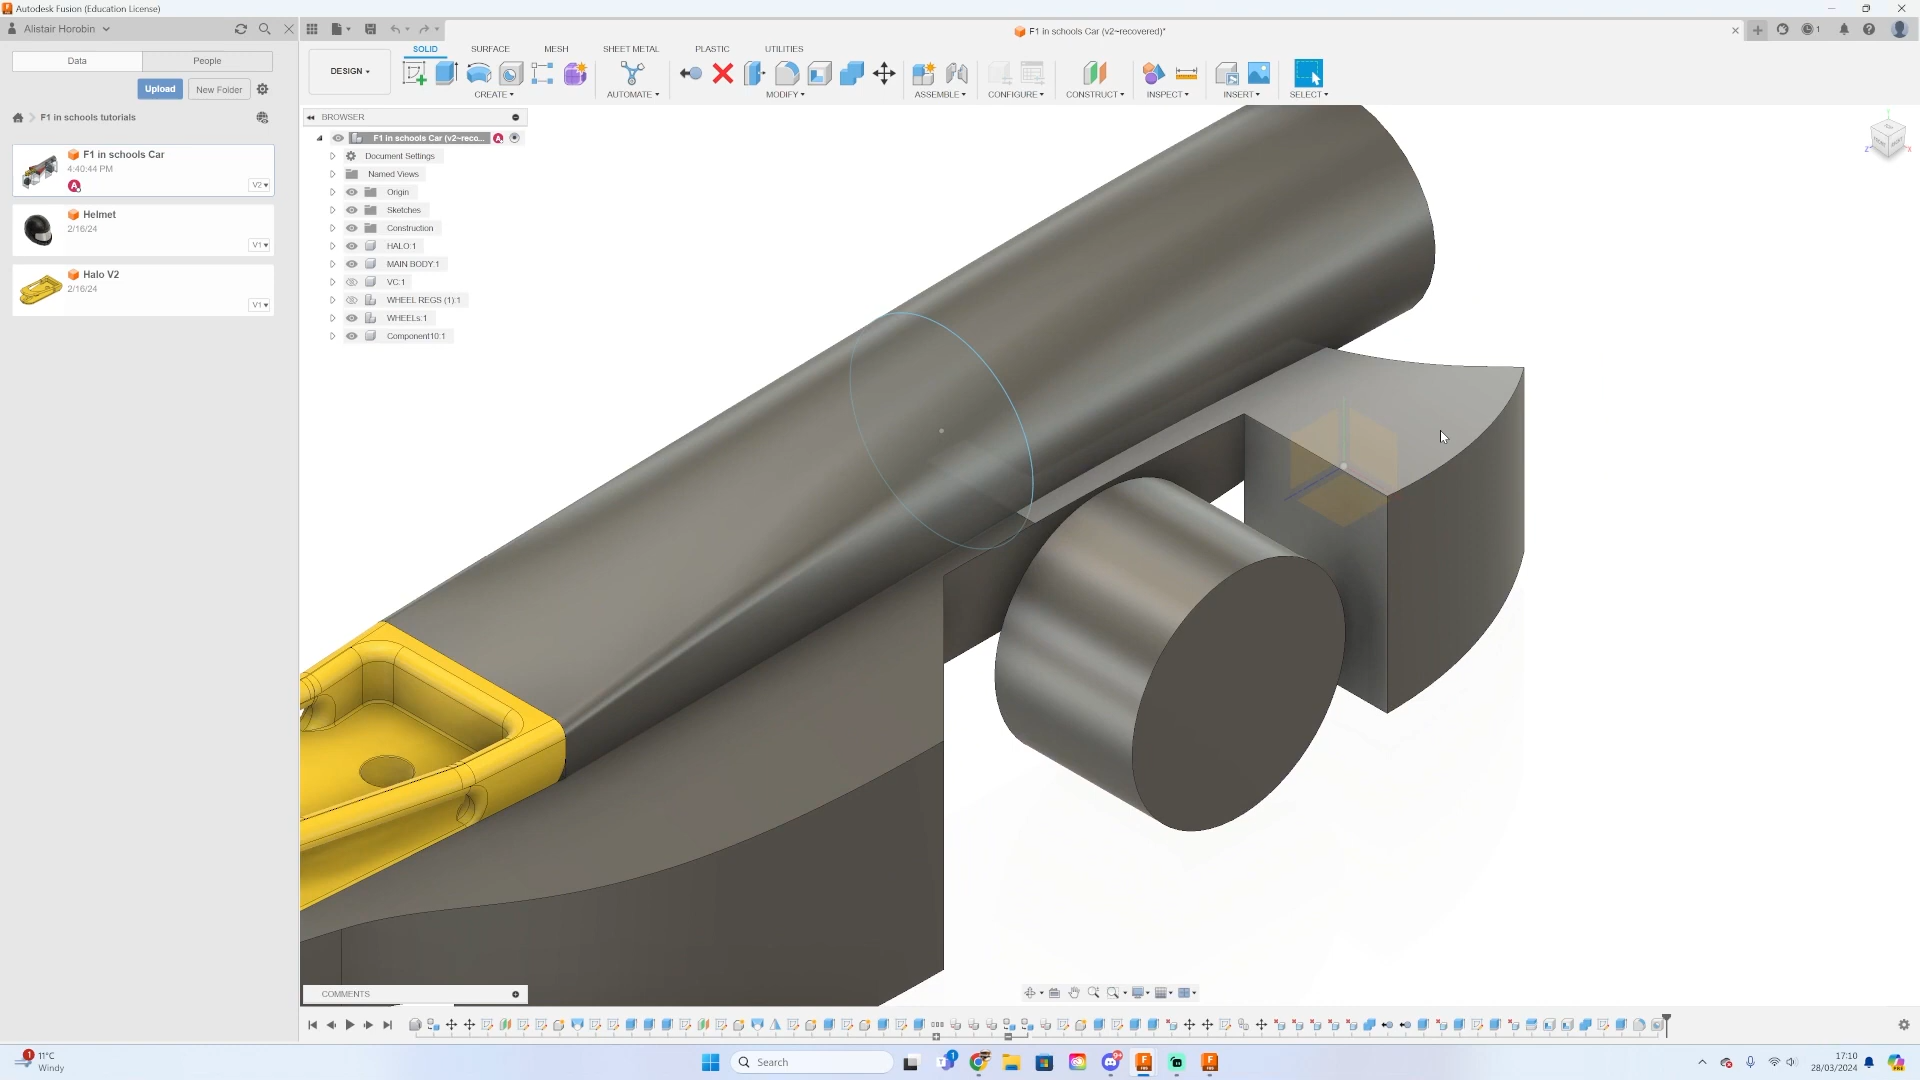 Autodesk Fusion (Education License)
Alistair Horobin
F1 in schools Car (v2~recovered)*
1
Data
People
Upload
New Folder
F1 in schools tutorials
F1 in schools Car
4:40:44 PM
A
V2
Helmet
2/16/24
V1
Halo V2
2/16/24
V1
DESIGN
SOLID
SURFACE
MESH
SHEET METAL
PLASTIC
UTILITIES
CREATE
AUTOMATE
MODIFY
ASSEMBLE
CONFIGURE
CONSTRUCT
INSPECT
INSERT
SELECT
BROWSER
F1 in schools Car (v2~reco...
Document Settings
Named Views
Origin
Sketches
Construction
HALO:1
MAIN BODY:1
VC:1
WHEEL REGS (1):1
WHEELs:1
Component10:1
COMMENTS
1
11°C
Windy
Search
17:10
28/03/2024